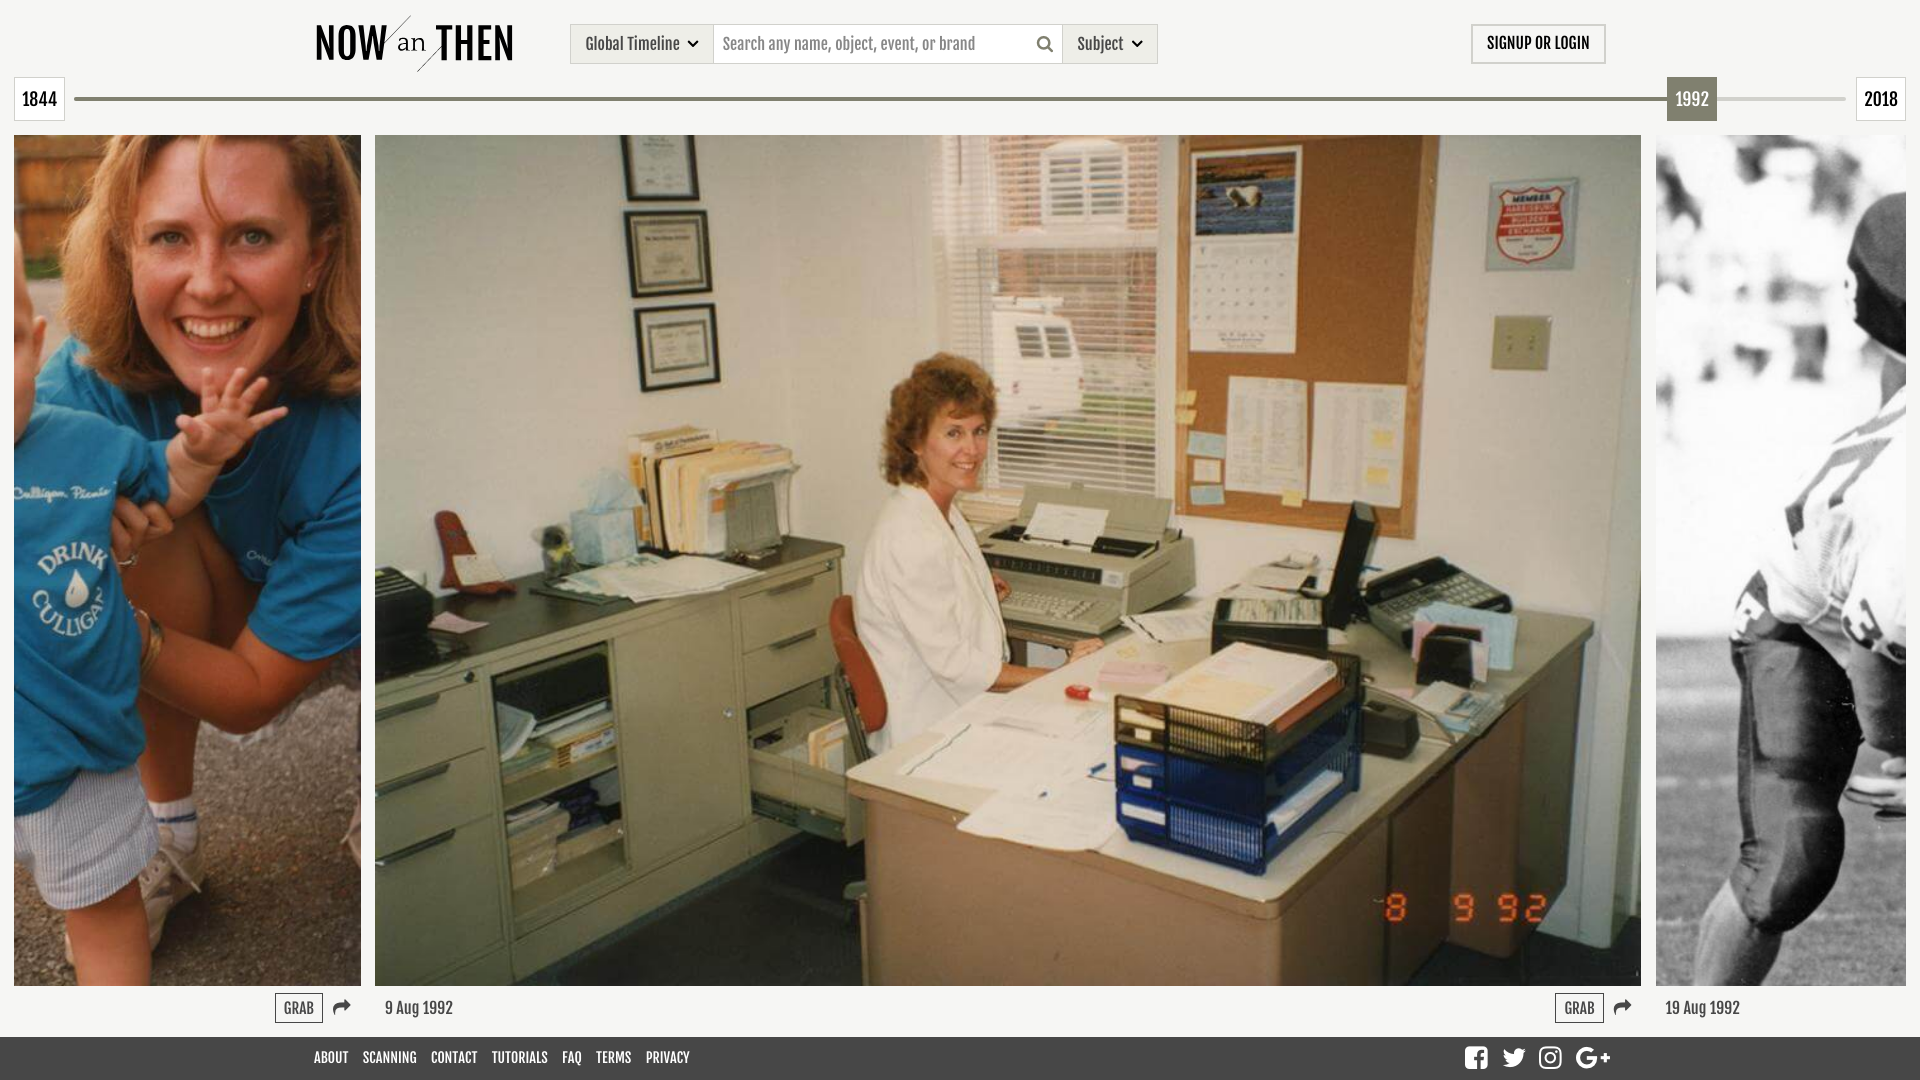 NOW an THEN
Global Timeline
Search any name, object, event, or brand
Subject
SIGNUP OR LOGIN
1844
1992
2018
Culligan Picnic
DRINK
CULLIGAN
MEMBER
HARRISBURG
BUILDERS
EXCHANGE
8 9 92
GRAB
9 Aug 1992
GRAB
19 Aug 1992
ABOUT SCANNING CONTACT TUTORIALS FAQ TERMS PRIVACY